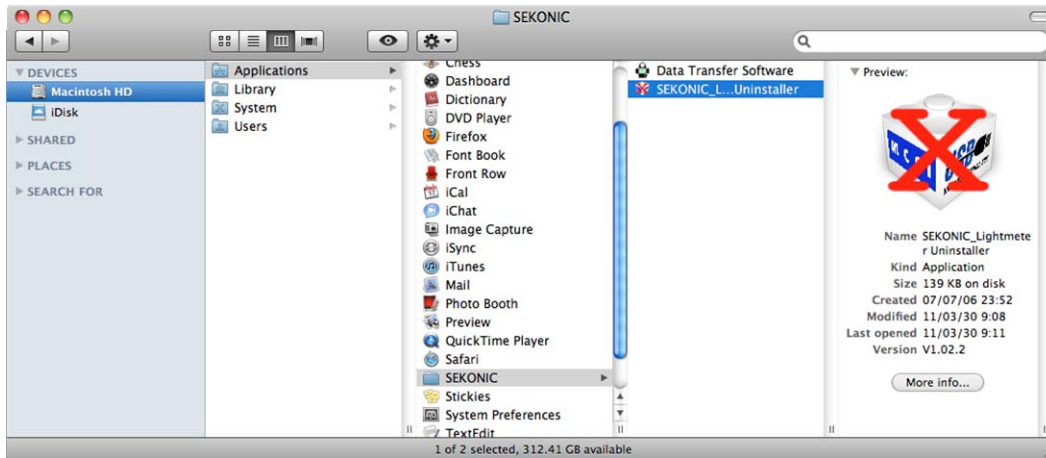 SEKONIC
DEVICES
Macintosh HD
iDisk
SHARED
PLACES
SEARCH FOR
Applications
Library
System
Users
Chess
Dashboard
Dictionary
DVD Player
Firefox
Font Book
Front Row
iCal
iChat
Image Capture
iSync
iTunes
Mail
Photo Booth
Preview
QuickTime Player
Safari
SEKONIC
Stickies
System Preferences
TextEdit
Data Transfer Software
SEKONIC_L...Uninstaller
Preview:
Name SEKONIC_Lightmete
r Uninstaller
Kind Application
Size 139 KB on disk
Created 07/07/06 23:52
Modified 11/03/30 9:08
Last opened 11/03/30 9:11
Version V1.02.2
More info...
1 of 2 selected, 312.41 GB available